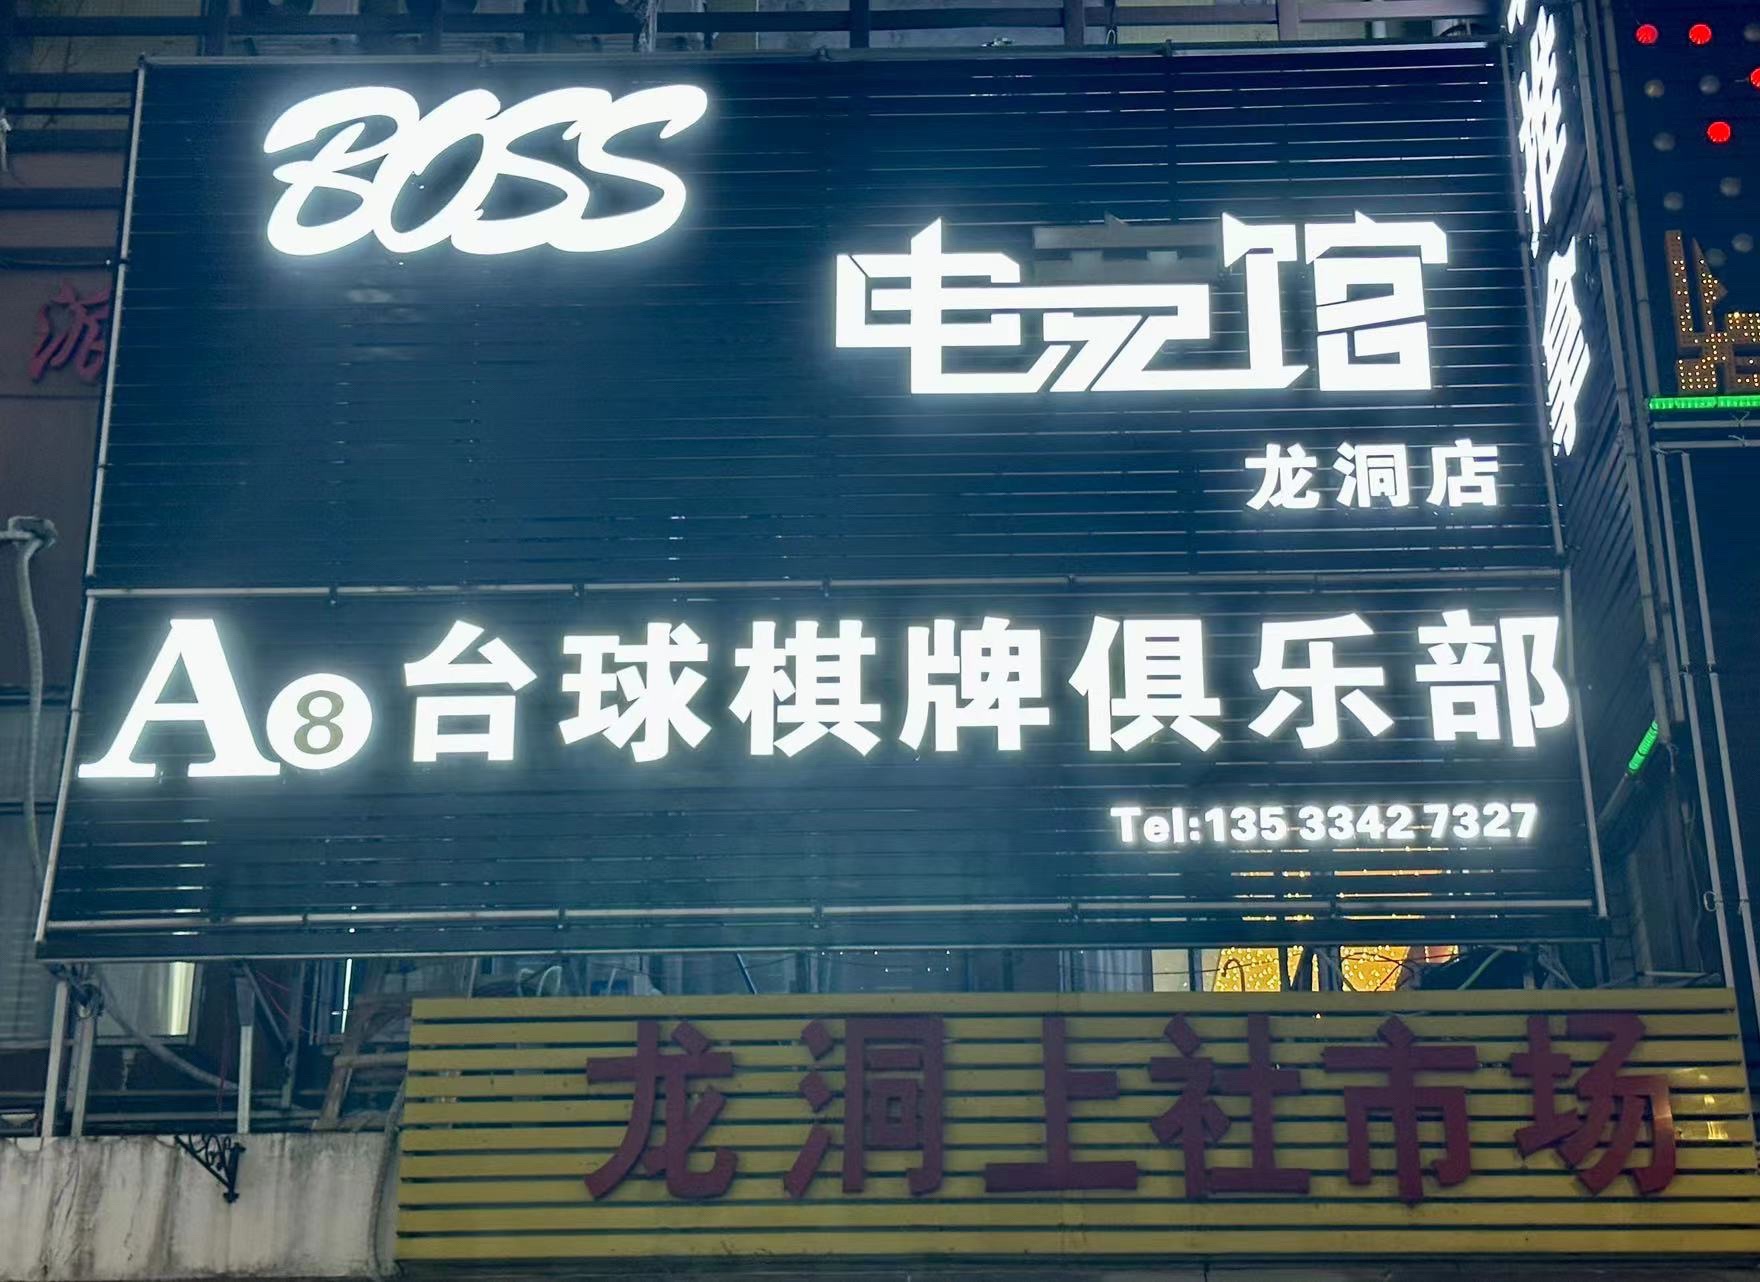 BOSS
电竞馆
龙洞店
A8台球棋牌俱乐部
Tel:135 3342 7327
龙洞上社市场
游